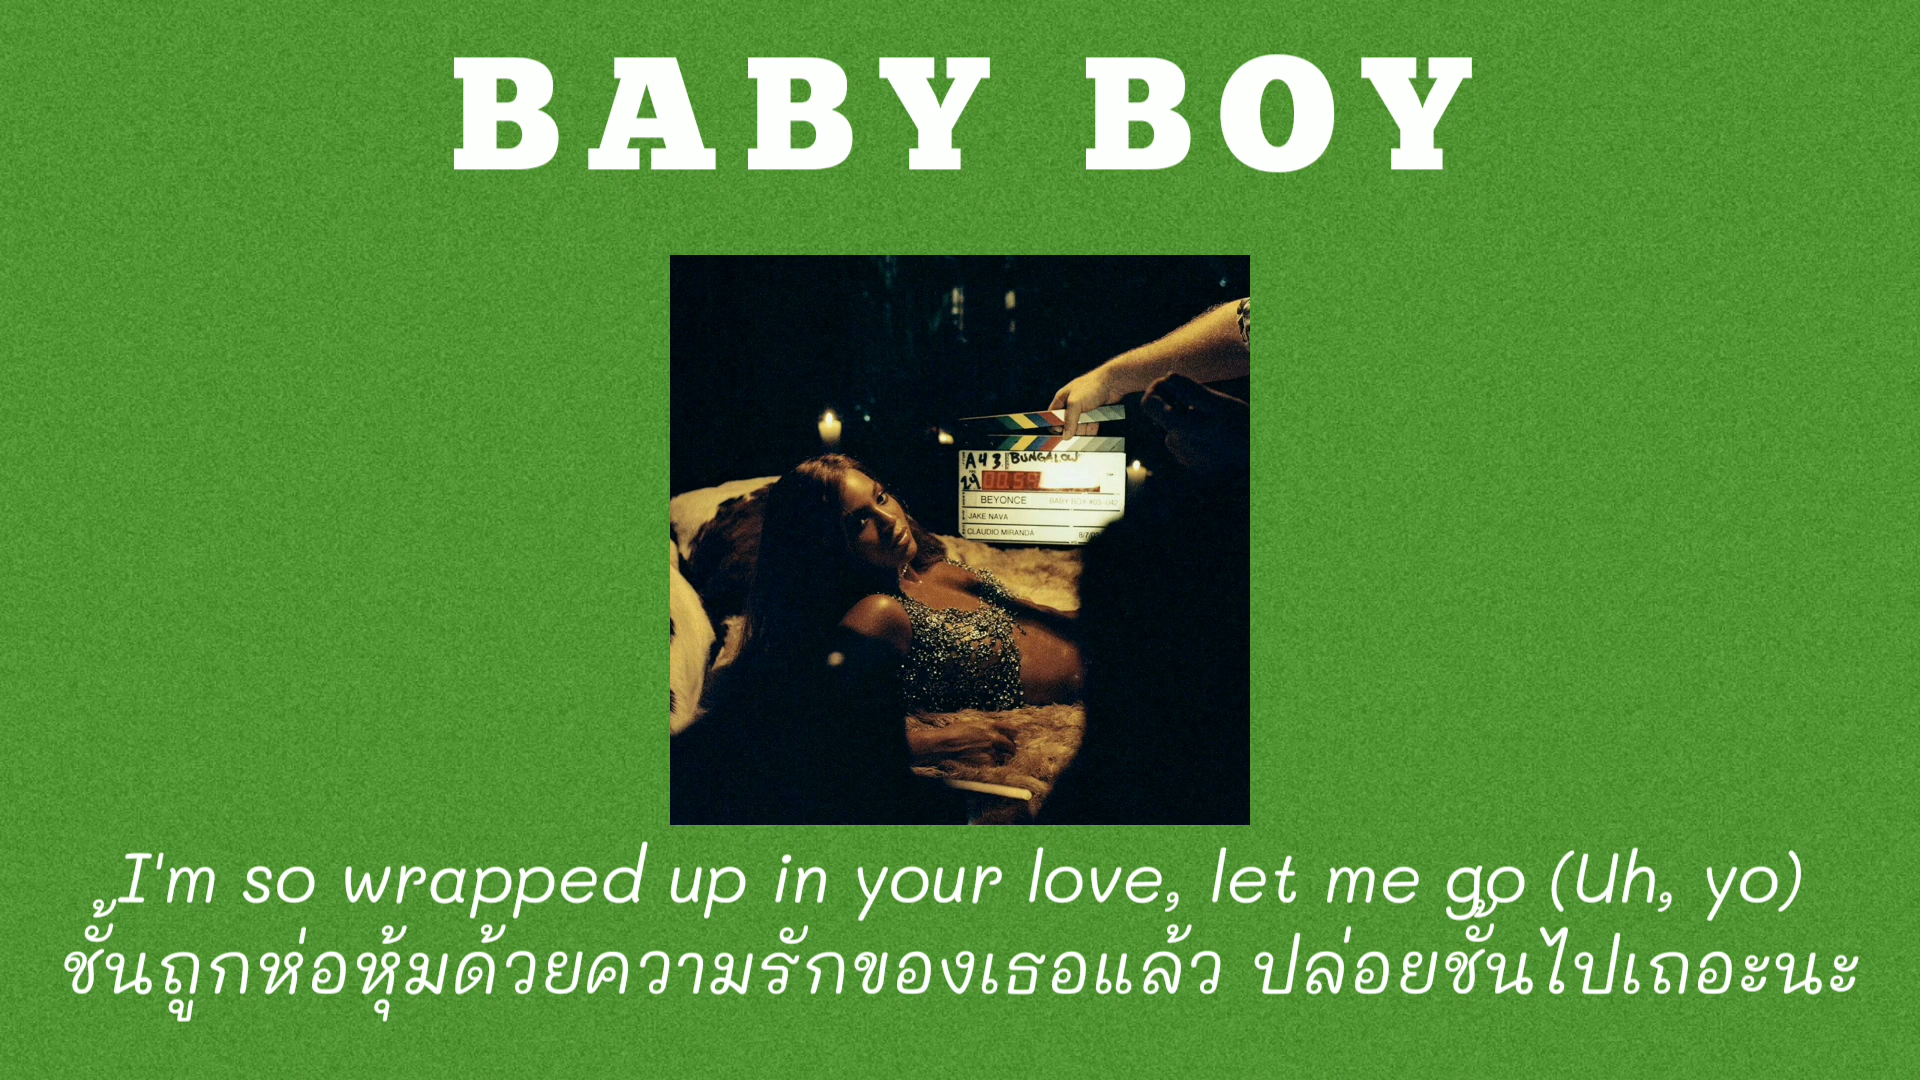 BABY BOY
A43 BUNGALOW
29
BEYONCE BABY BOY
JAKE NAVA
CLAUDIO MIRANDA
I'm so wrapped up in your love, let me go (Uh, yo)
ชั้นถูกห่อหุ้มด้วยความรักของเธอแล้ว ปล่อยชั้นไปเถอะนะ